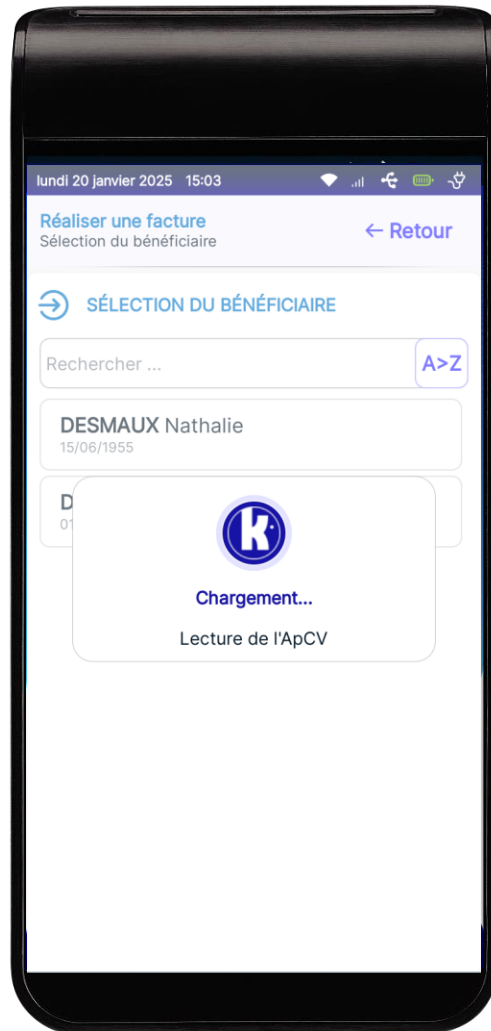 lundi 20 janvier 2025 15:03
Réaliser une facture
Sélection du bénéficiaire
← Retour
SÉLECTION DU BÉNÉFICIAIRE
Rechercher ...
A>Z
DESMAUX Nathalie
15/06/1955
D
01
k
Chargement...
Lecture de l'ApCV